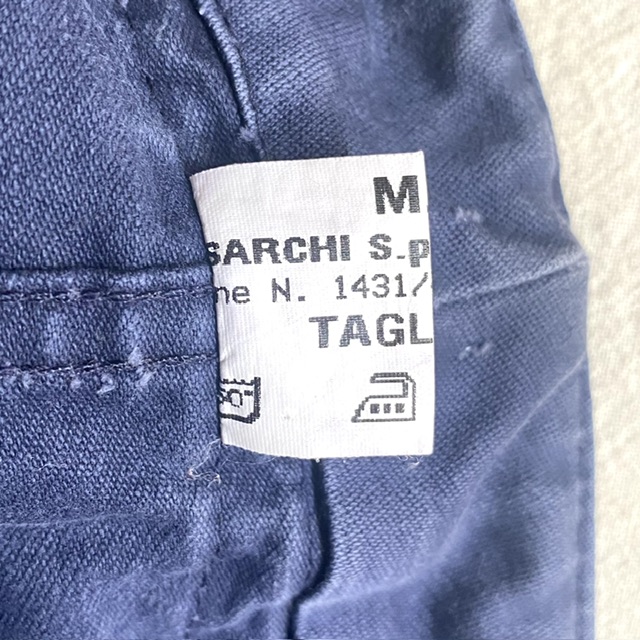 M
SARCHI S.p
ne N. 1431/
TAGL